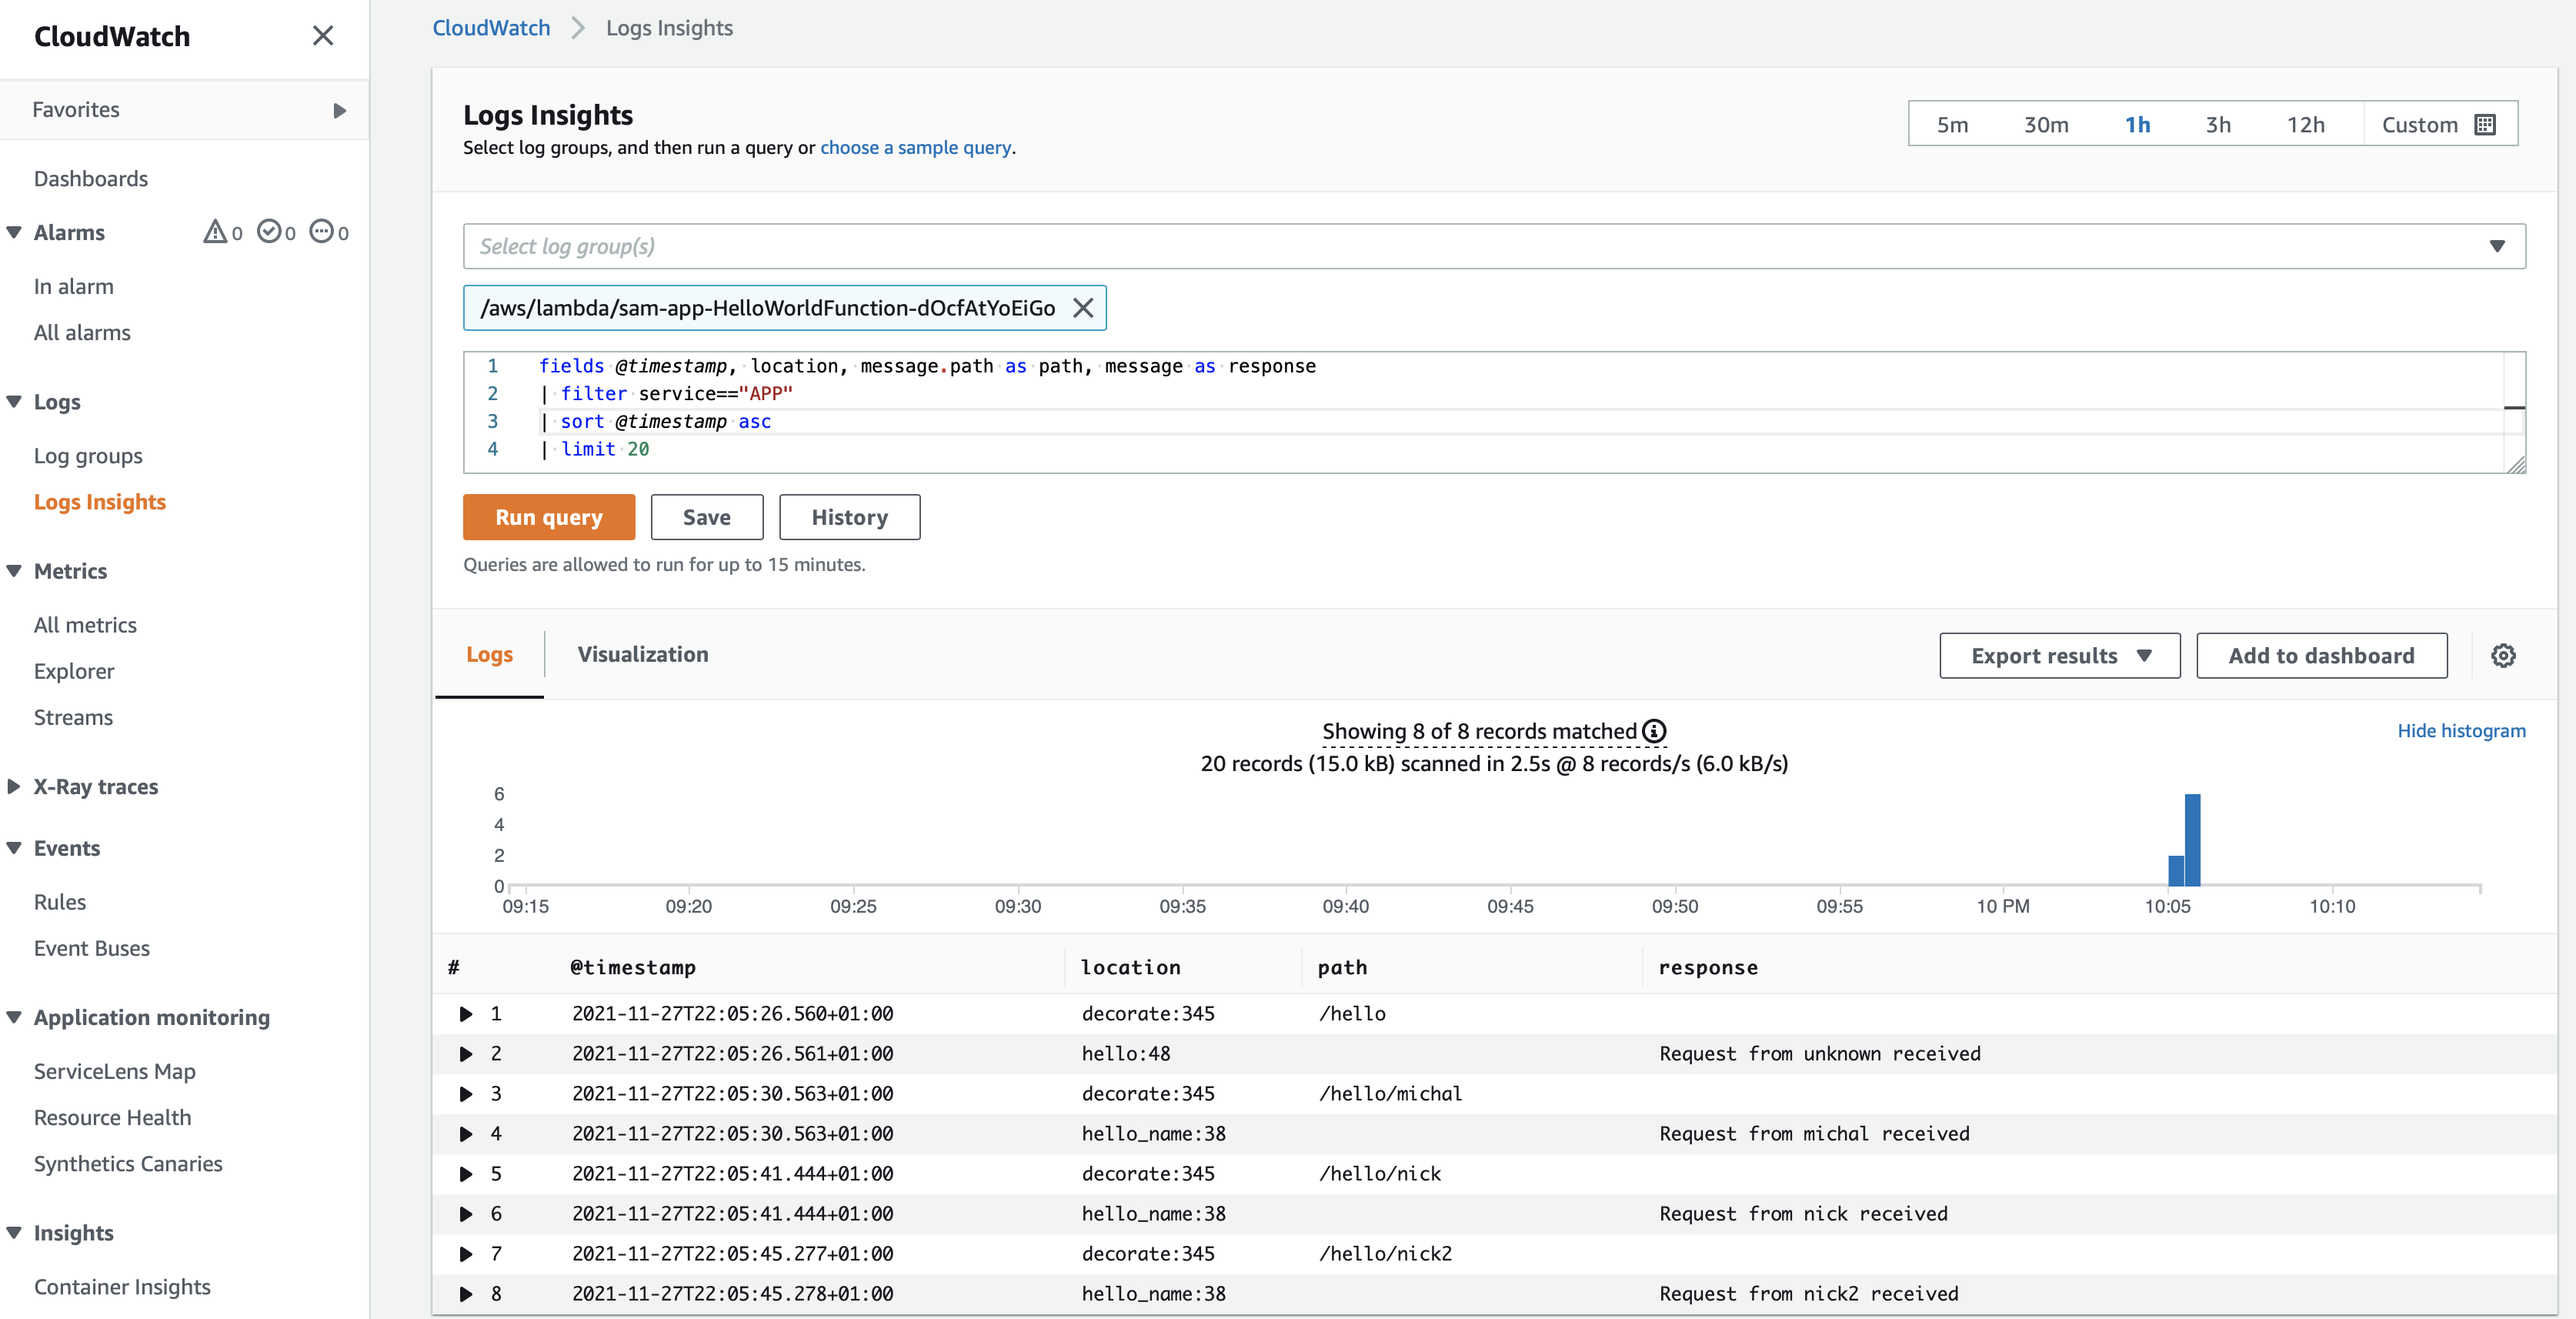 CloudWatch
Favorites
Dashboards
Alarms 0 0 0
In alarm
All alarms
Logs
Log groups
Logs Insights
Metrics
All metrics
Explorer
Streams
X-Ray traces
Events
Rules
Event Buses
Application monitoring
ServiceLens Map
Resource Health
Synthetics Canaries
Insights
Container Insights
CloudWatch > Logs Insights
Logs Insights
Select log groups, and then run a query or choose a sample query.
5m 30m 1h 3h 12h Custom
Select log group(s)
/aws/lambda/sam-app-HelloWorldFunction-dOcfAtYoEiGo
1 fields @timestamp, location, message.path as path, message as response
2 | filter service=="APP"
3 | sort @timestamp asc
4 | limit 20
Run query Save History
Queries are allowed to run for up to 15 minutes.
Logs Visualization Export results Add to dashboard
Showing 8 of 8 records matched
Hide histogram
20 records (15.0 kB) scanned in 2.5s @ 8 records/s (6.0 kB/s)
6
4
2
0
09:15 09:20 09:25 09:30 09:35 09:40 09:45 09:50 09:55 10 PM 10:05 10:10
# @timestamp location path response
1 2021-11-27T22:05:26.560+01:00 decorate:345 /hello
2 2021-11-27T22:05:26.561+01:00 hello:48 Request from unknown received
3 2021-11-27T22:05:30.563+01:00 decorate:345 /hello/michal
4 2021-11-27T22:05:30.563+01:00 hello_name:38 Request from michal received
5 2021-11-27T22:05:41.444+01:00 decorate:345 /hello/nick
6 2021-11-27T22:05:41.444+01:00 hello_name:38 Request from nick received
7 2021-11-27T22:05:45.277+01:00 decorate:345 /hello/nick2
8 2021-11-27T22:05:45.278+01:00 hello_name:38 Request from nick2 received